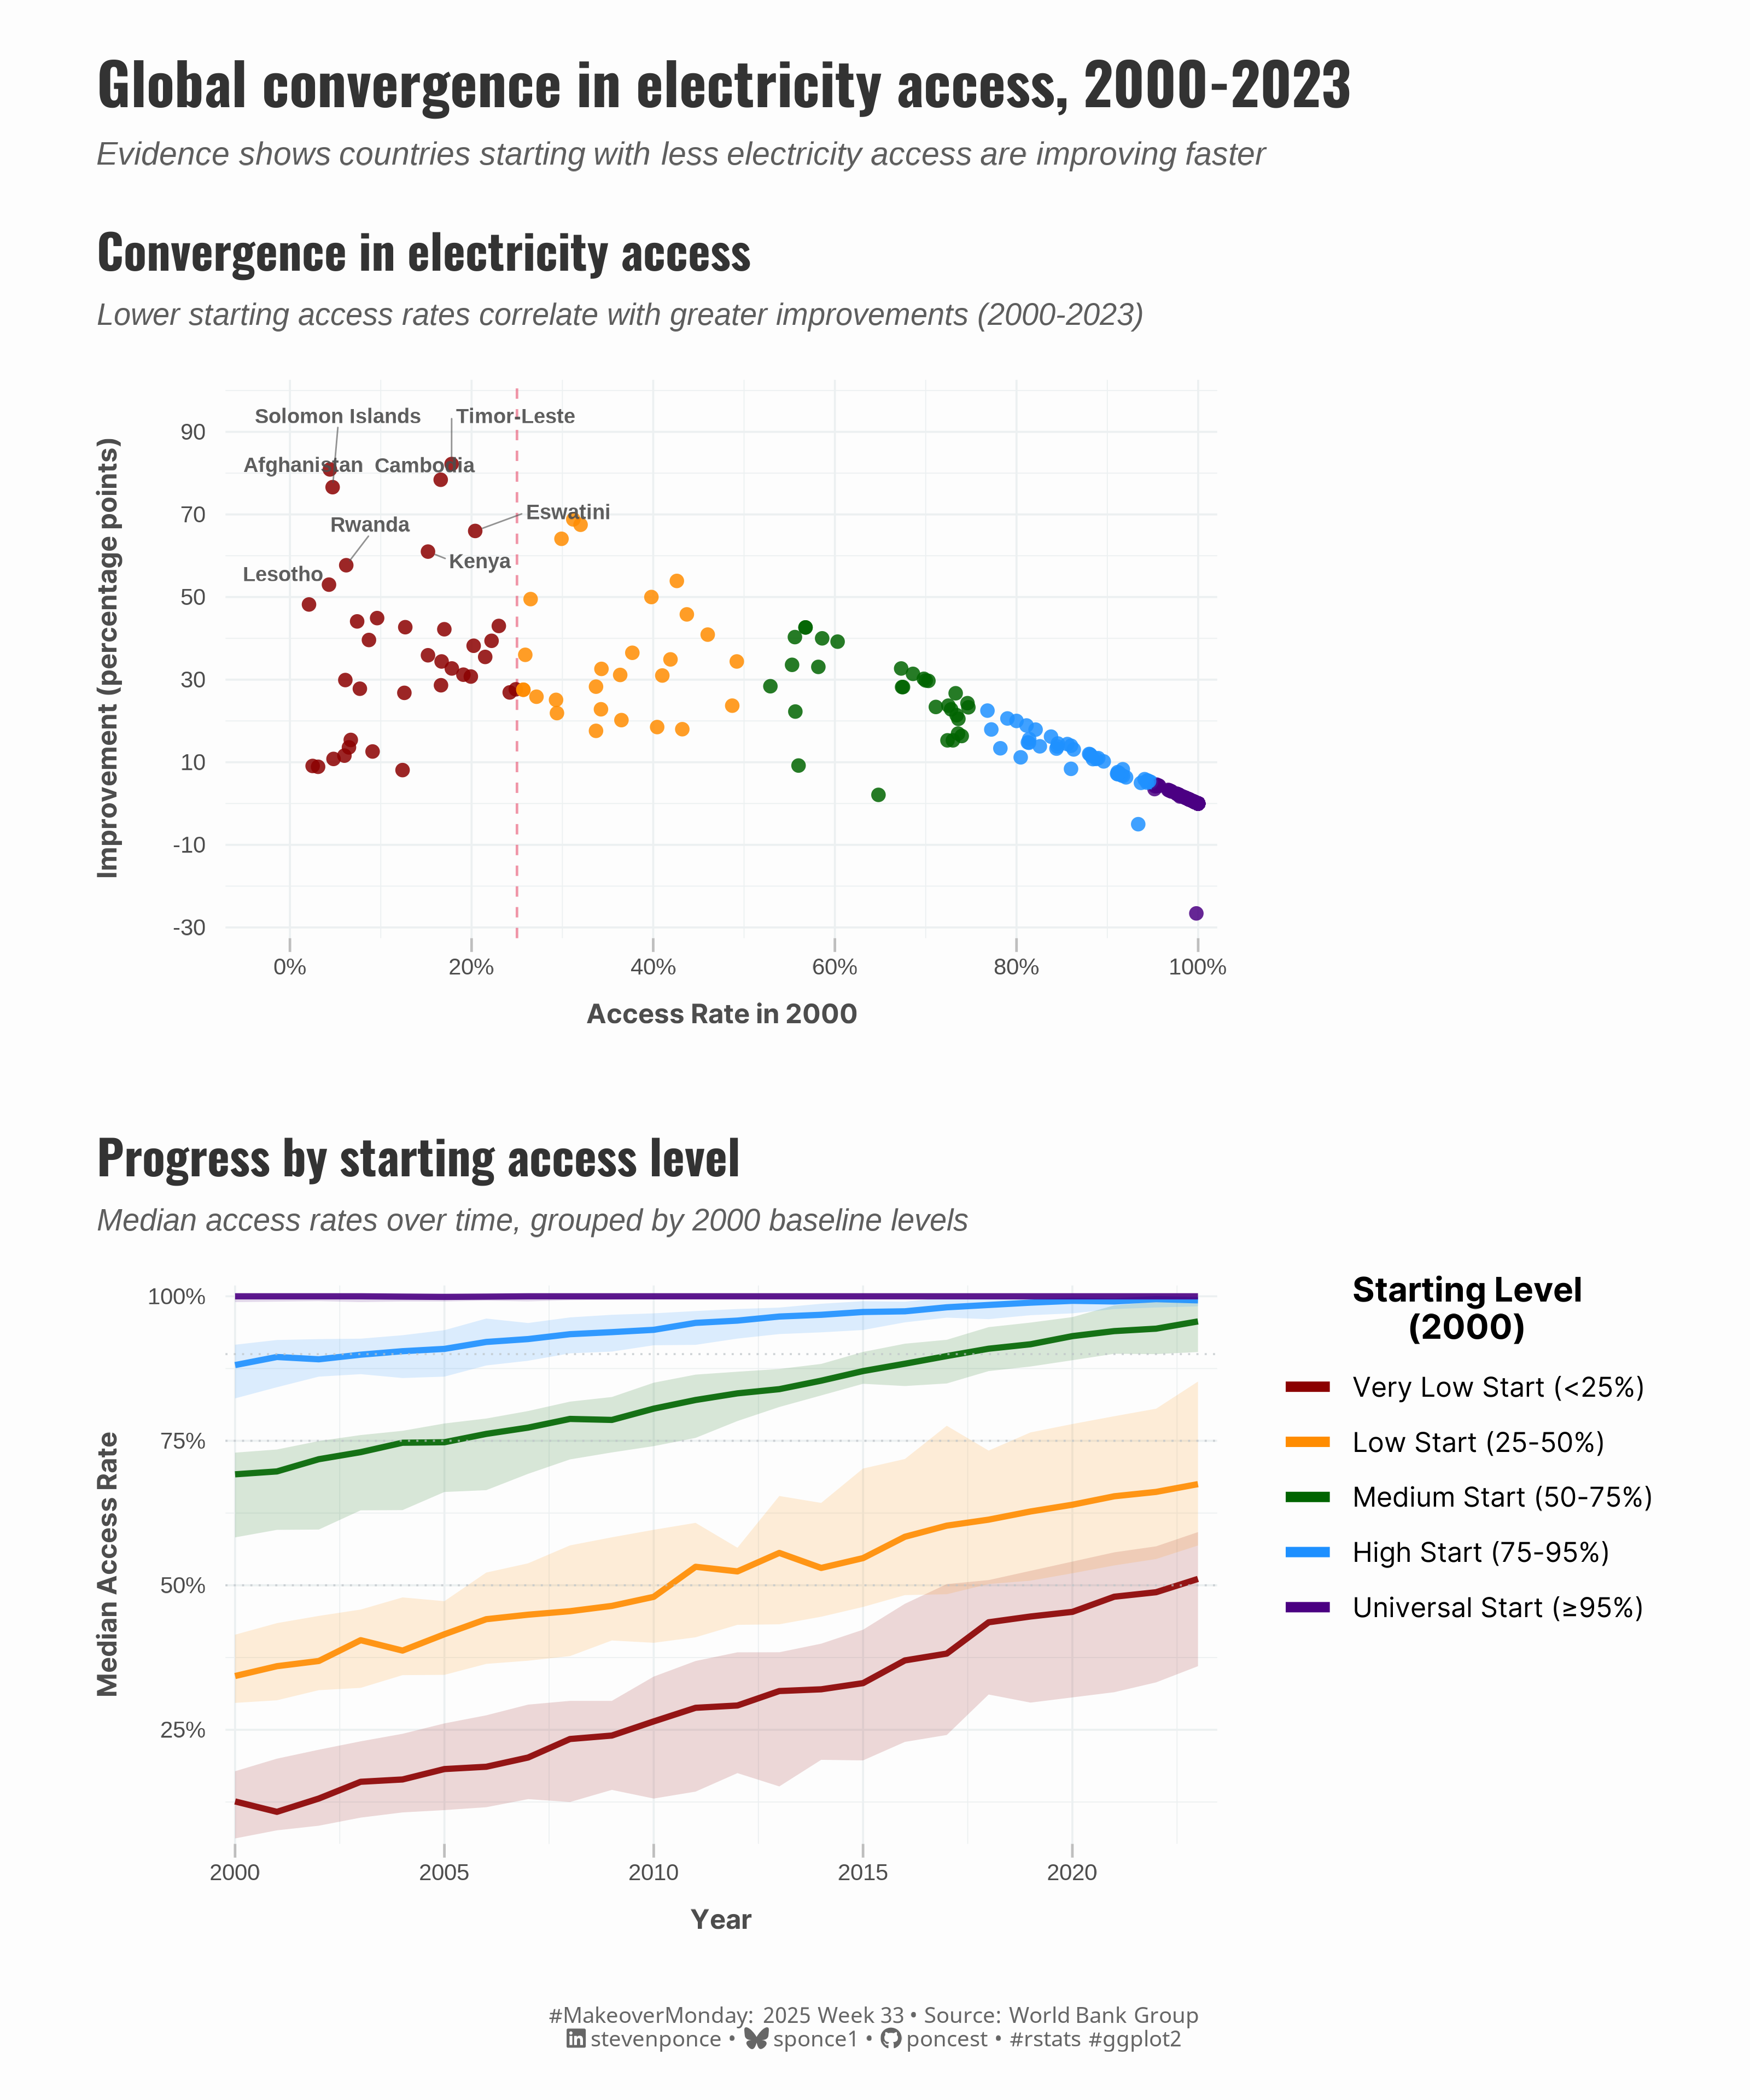 Global convergence in electricity access, 2000-2023
Evidence shows countries starting with less electricity access are improving faster
Convergence in electricity access
Lower starting access rates correlate with greater improvements (2000-2023)
Improvement (percentage points)
90
70
50
30
10
-10
-30
Solomon Islands
Timor-Leste
Afghanistan
Cambodia
Eswatini
Rwanda
Kenya
Lesotho
0%
20%
40%
60%
80%
100%
Access Rate in 2000
Progress by starting access level
Median access rates over time, grouped by 2000 baseline levels
Median Access Rate
100%
75%
50%
25%
2000
2005
2010
2015
2020
Year
Starting Level
(2000)
Very Low Start (<25%)
Low Start (25-50%)
Medium Start (50-75%)
High Start (75-95%)
Universal Start (≥95%)
#MakeoverMonday: 2025 Week 33 • Source: World Bank Group
stevenponce • sponce1 • poncest • #rstats #ggplot2